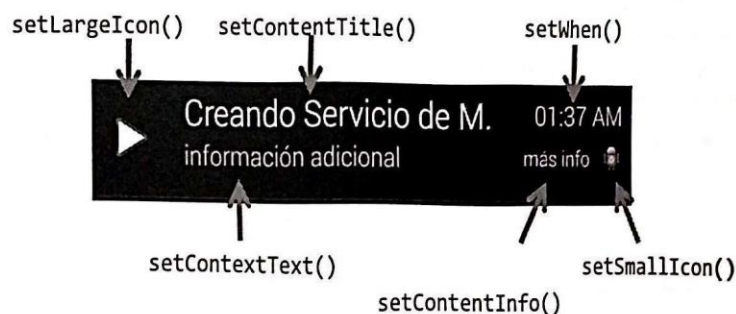 setLargeIcon() setContentTitle() setWhen()
Creando Servicio de M. 01:37 AM
información adicional más info
setContextText() setSmallIcon()
setContentInfo()